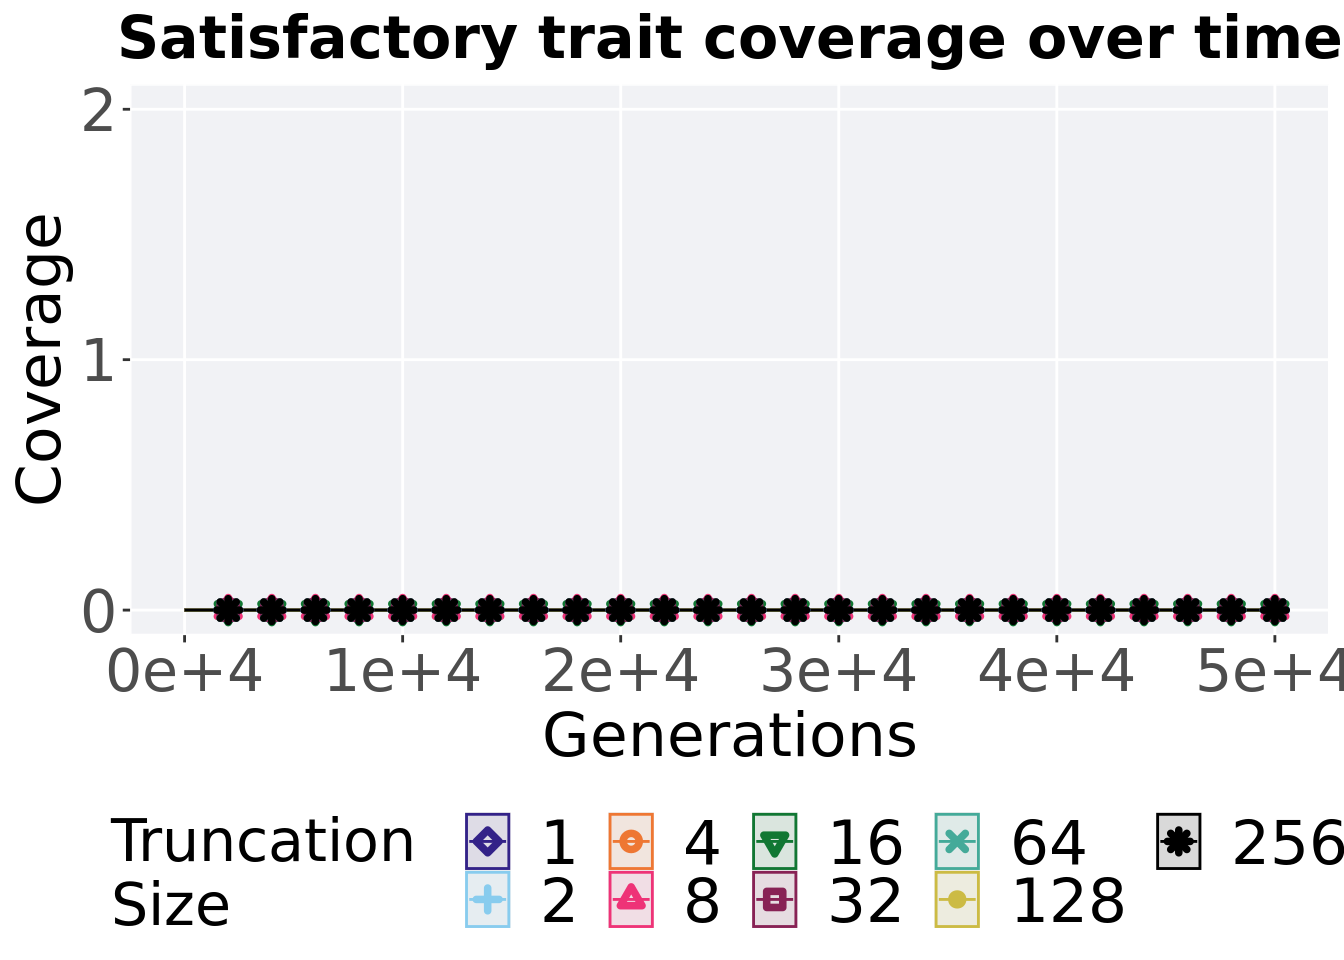 Satisfactory trait coverage over time
Coverage
2
1
0
0e+4 1e+4 2e+4 3e+4 4e+4 5e+4
Generations
Truncation
Size
1 4 16 64 256
2 8 32 128